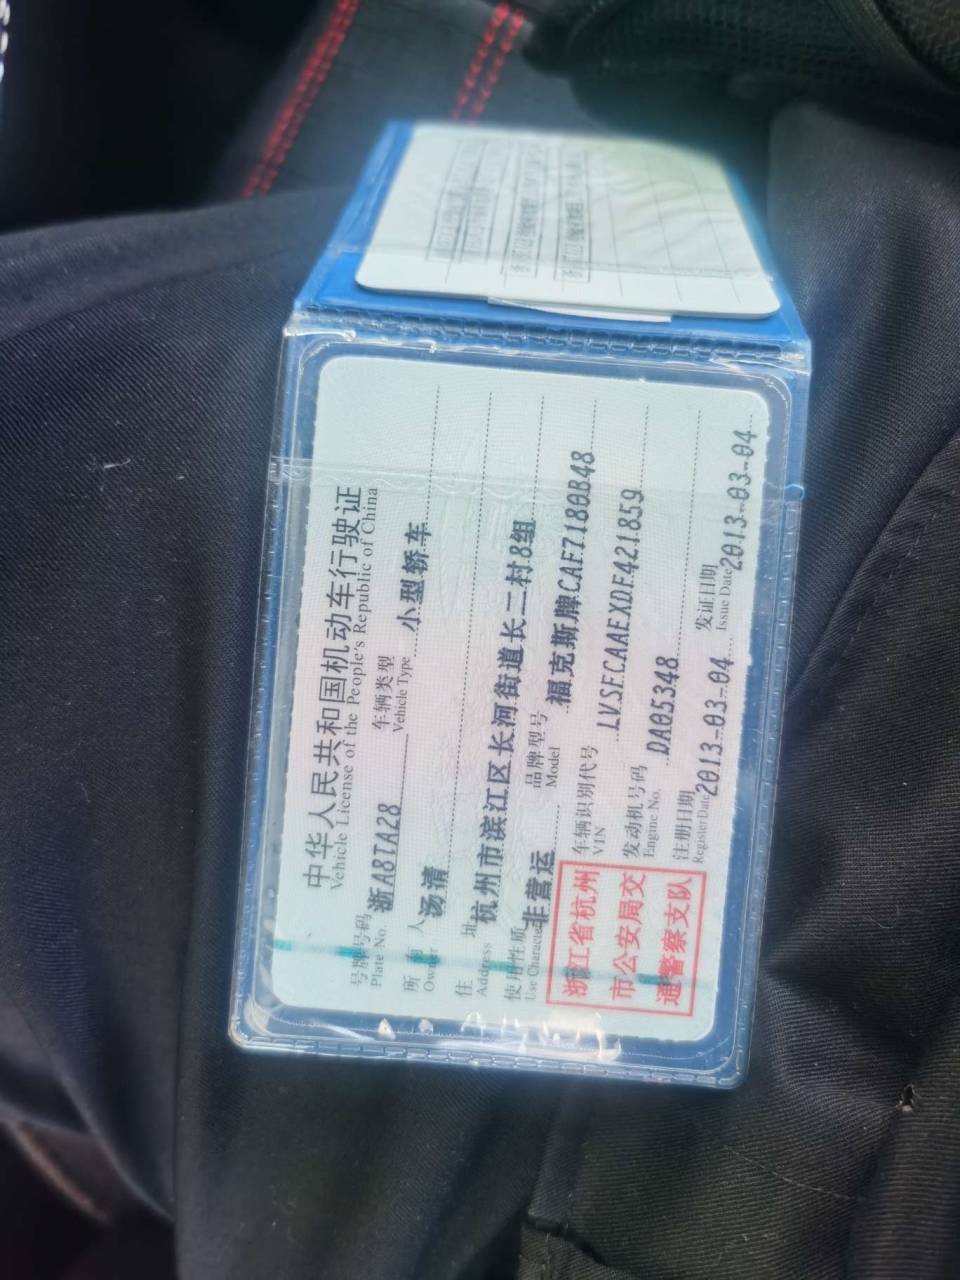 中华人民共和国机动车行驶证
Vehicle License of the People's Republic of China
号牌号码 浙A8TA28 车辆类型 小型轿车
Plate No. Vehicle Type
所有人 汤清
Owner
住址 杭州市滨江区长河街道长二村8组
Address
使用性质 非营运 品牌型号 福克斯牌CAF7180B48
Use Character Model
浙江省杭州
市公安局交
通警察支队
车辆识别代号 LVSFCAAEXDF421859
VIN
发动机号码 DA05348
Engine No.
注册日期 2013-03-04 发证日期 2013-03-04
Register Date Issue Date